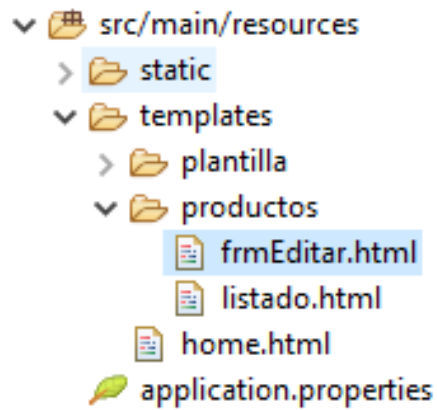 src/main/resources
static
templates
plantilla
productos
frmEditar.html
listado.html
home.html
application.properties